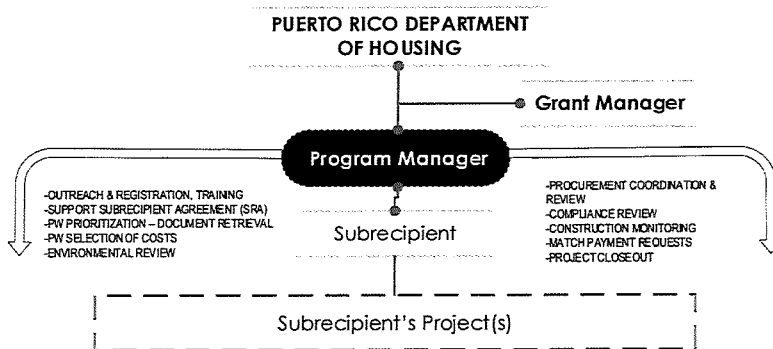 PUERTO RICO DEPARTMENT
OF HOUSING
Grant Manager
Program Manager
-OUTREACH & REGISTRATION, TRAINING
-SUPPORT SUBRECIPIENT AGREEMENT (SRA)
-PW PRIORITIZATION – DOCUMENT RETRIEVAL
-PW SELECTION OF COSTS
-ENVIRONMENTAL REVIEW
-PROCUREMENT COORDINATION &
REVIEW
-COMPLIANCE REVIEW
-CONSTRUCTION MONITORING
-MATCH PAYMENT REQUESTS
-PROJECT CLOSEOUT
Subrecipient
Subrecipient's Project(s)